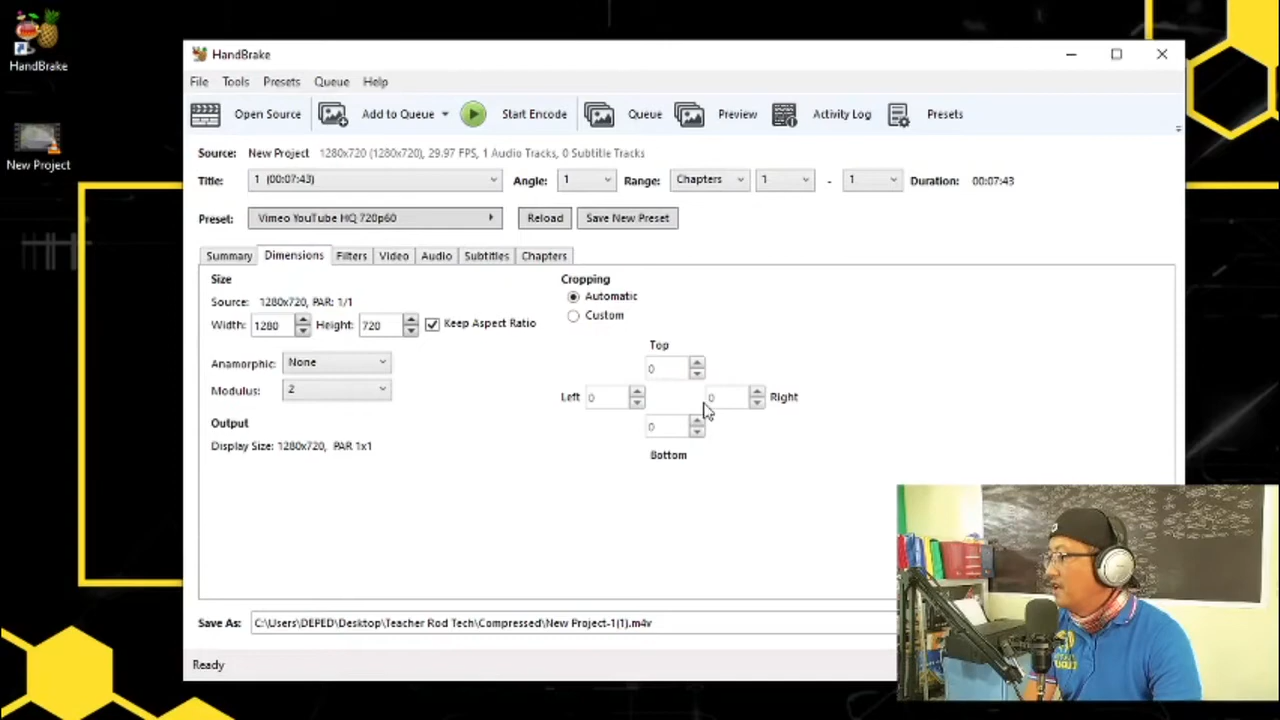 HandBrake
HandBrake
New Project
File Tools Presets Queue Help
Open Source Add to Queue Start Encode Queue Preview Activity Log Presets
Source: New Project 1280x720 (1280x720), 29.97 FPS, 1 Audio Tracks, 0 Subtitle Tracks
Title: 1 (00:07:43) Angle: 1 Range: Chapters 1 - 1 Duration: 00:07:43
Preset: Vimeo YouTube HQ 720p60 Reload Save New Preset
Summary Dimensions Filters Video Audio Subtitles Chapters
Size
Source: 1280x720, PAR: 1/1
Width: 1280 Height: 720 Keep Aspect Ratio
Anamorphic: None
Modulus: 2
Output
Display Size: 1280x720, PAR 1x1
Cropping
Automatic
Custom
Top
0
Left 0 0 Right
0
Bottom
Save As: C:\Users\DEPED\Desktop\Teacher Rod Tech\Compressed\New Project-1(1).m4v
Ready